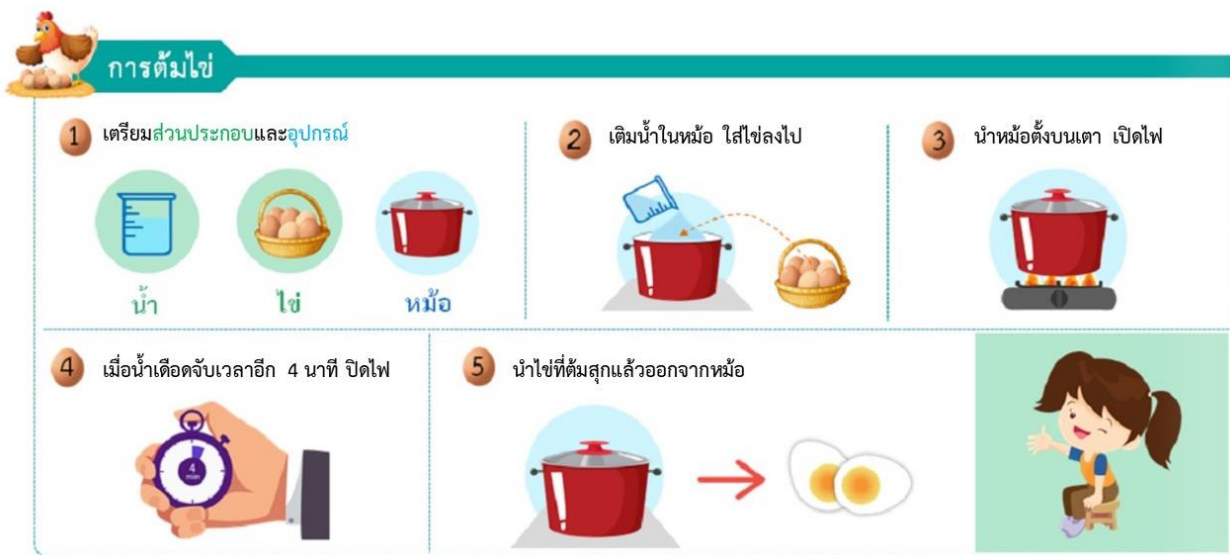 การต้มไข่
1 เตรียมส่วนประกอบและอุปกรณ์
น้ำ
ไข่
หม้อ
2 เติมน้ำในหม้อ ใส่ไข่ลงไป
3 นำหม้อตั้งบนเตา เปิดไฟ
4 เมื่อน้ำเดือดจับเวลาอีก 4 นาที ปิดไฟ
4
min
5 นำไข่ที่ต้มสุกแล้วออกจากหม้อ